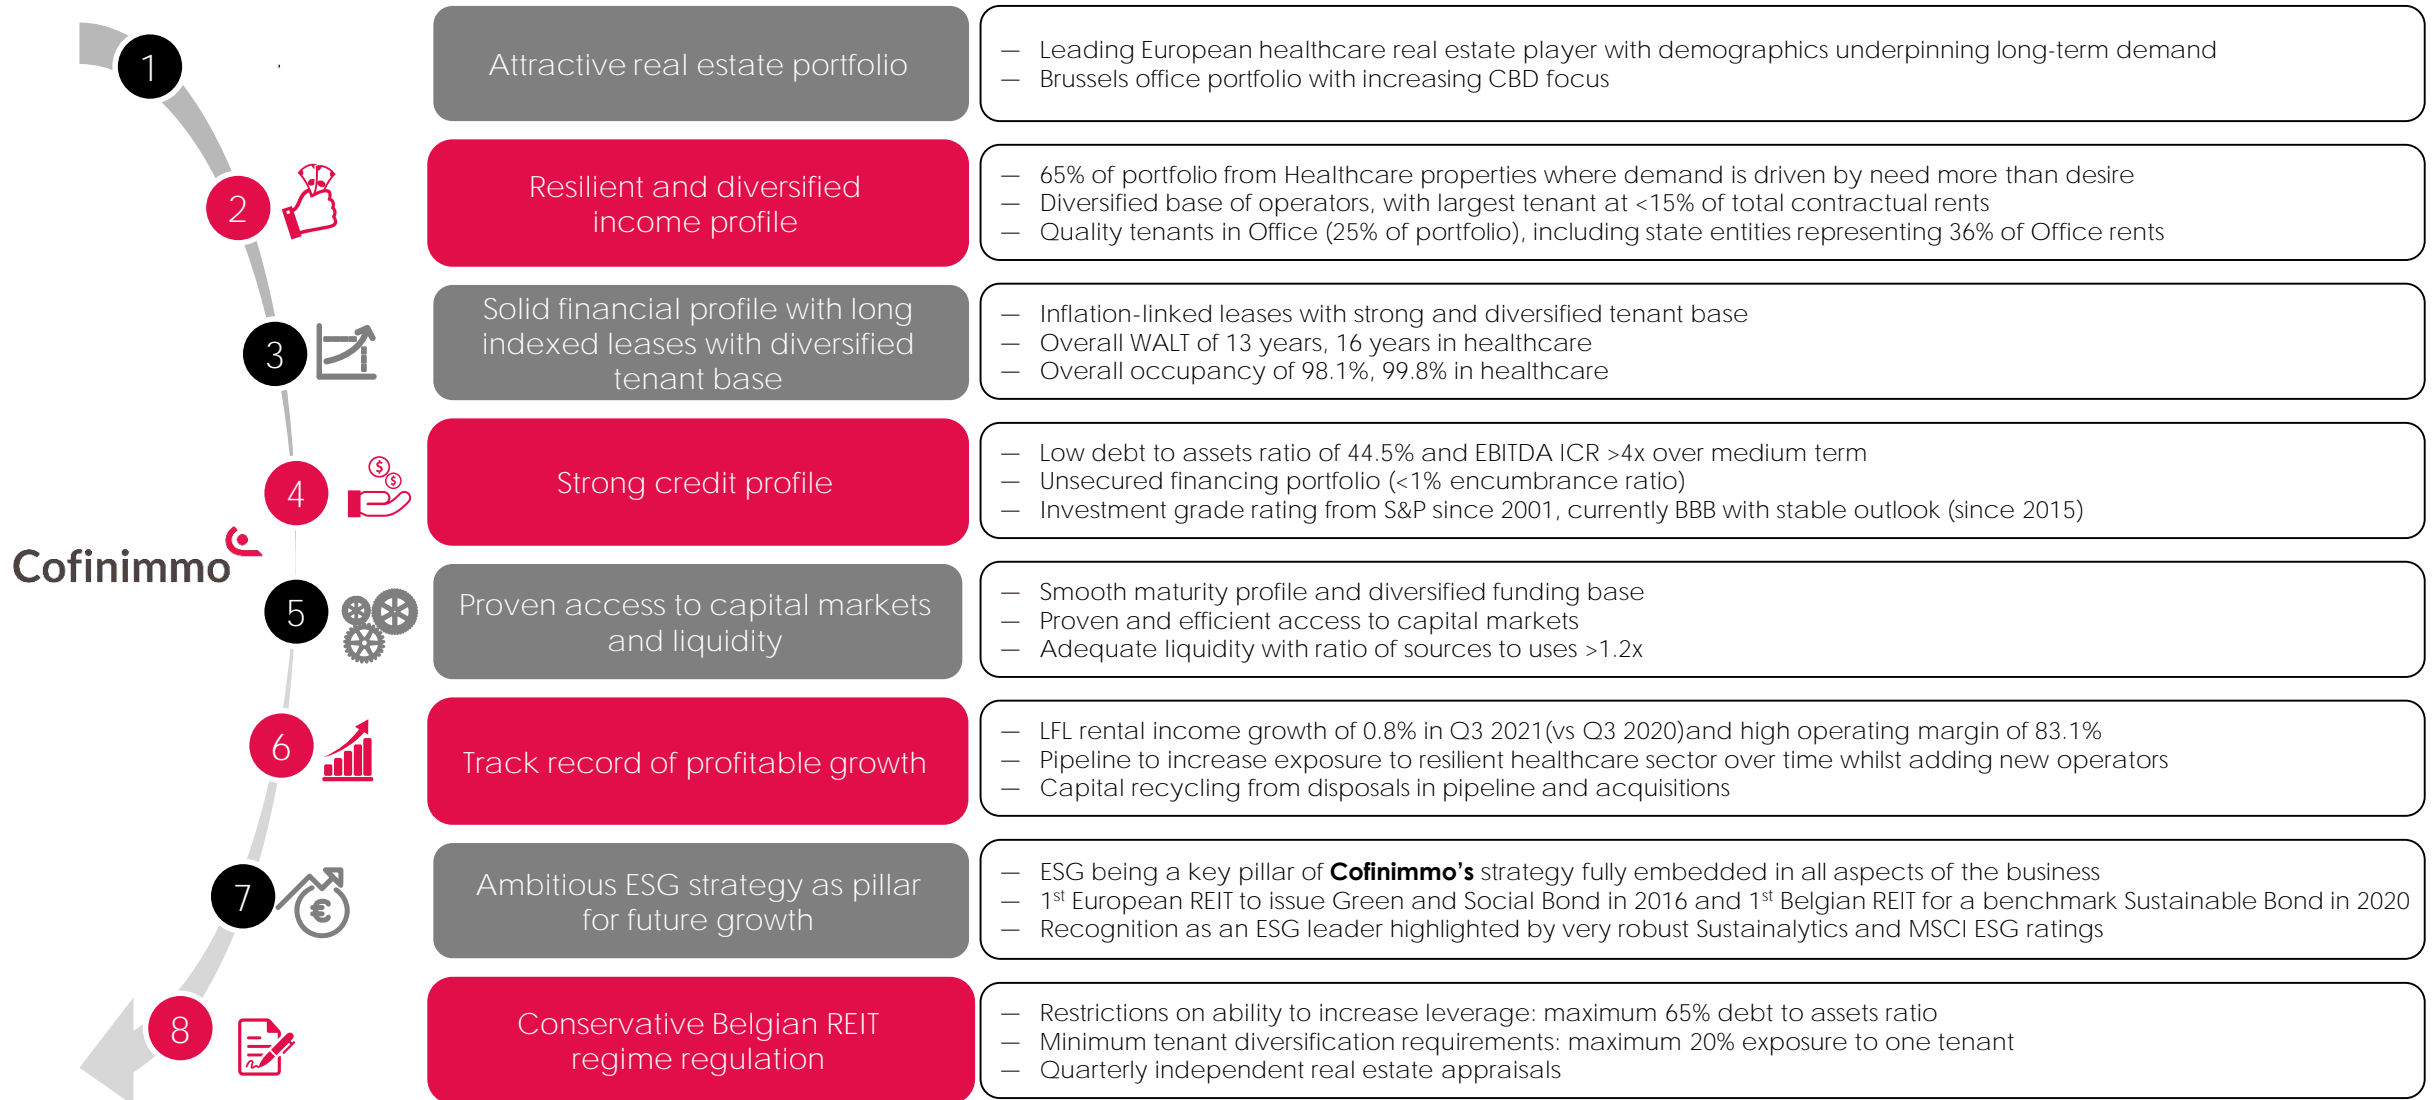 1
Attractive real estate portfolio
— Leading European healthcare real estate player with demographics underpinning long-term demand
— Brussels office portfolio with increasing CBD focus
2
Resilient and diversified
income profile
— 65% of portfolio from Healthcare properties where demand is driven by need more than desire
— Diversified base of operators, with largest tenant at <15% of total contractual rents
— Quality tenants in Office (25% of portfolio), including state entities representing 36% of Office rents
3
Solid financial profile with long
indexed leases with diversified
tenant base
— Inflation-linked leases with strong and diversified tenant base
— Overall WALT of 13 years, 16 years in healthcare
— Overall occupancy of 98.1%, 99.8% in healthcare
4
Strong credit profile
— Low debt to assets ratio of 44.5% and EBITDA ICR >4x over medium term
— Unsecured financing portfolio (<1% encumbrance ratio)
— Investment grade rating from S&P since 2001, currently BBB with stable outlook (since 2015)
Cofinimmo
5
Proven access to capital markets
and liquidity
— Smooth maturity profile and diversified funding base
— Proven and efficient access to capital markets
— Adequate liquidity with ratio of sources to uses >1.2x
6
Track record of profitable growth
— LFL rental income growth of 0.8% in Q3 2021(vs Q3 2020)and high operating margin of 83.1%
— Pipeline to increase exposure to resilient healthcare sector over time whilst adding new operators
— Capital recycling from disposals in pipeline and acquisitions
7
€
Ambitious ESG strategy as pillar
for future growth
— ESG being a key pillar of Cofinimmo's strategy fully embedded in all aspects of the business
— 1st European REIT to issue Green and Social Bond in 2016 and 1st Belgian REIT for a benchmark Sustainable Bond in 2020
— Recognition as an ESG leader highlighted by very robust Sustainalytics and MSCI ESG ratings
8
Conservative Belgian REIT
regime regulation
— Restrictions on ability to increase leverage: maximum 65% debt to assets ratio
— Minimum tenant diversification requirements: maximum 20% exposure to one tenant
— Quarterly independent real estate appraisals